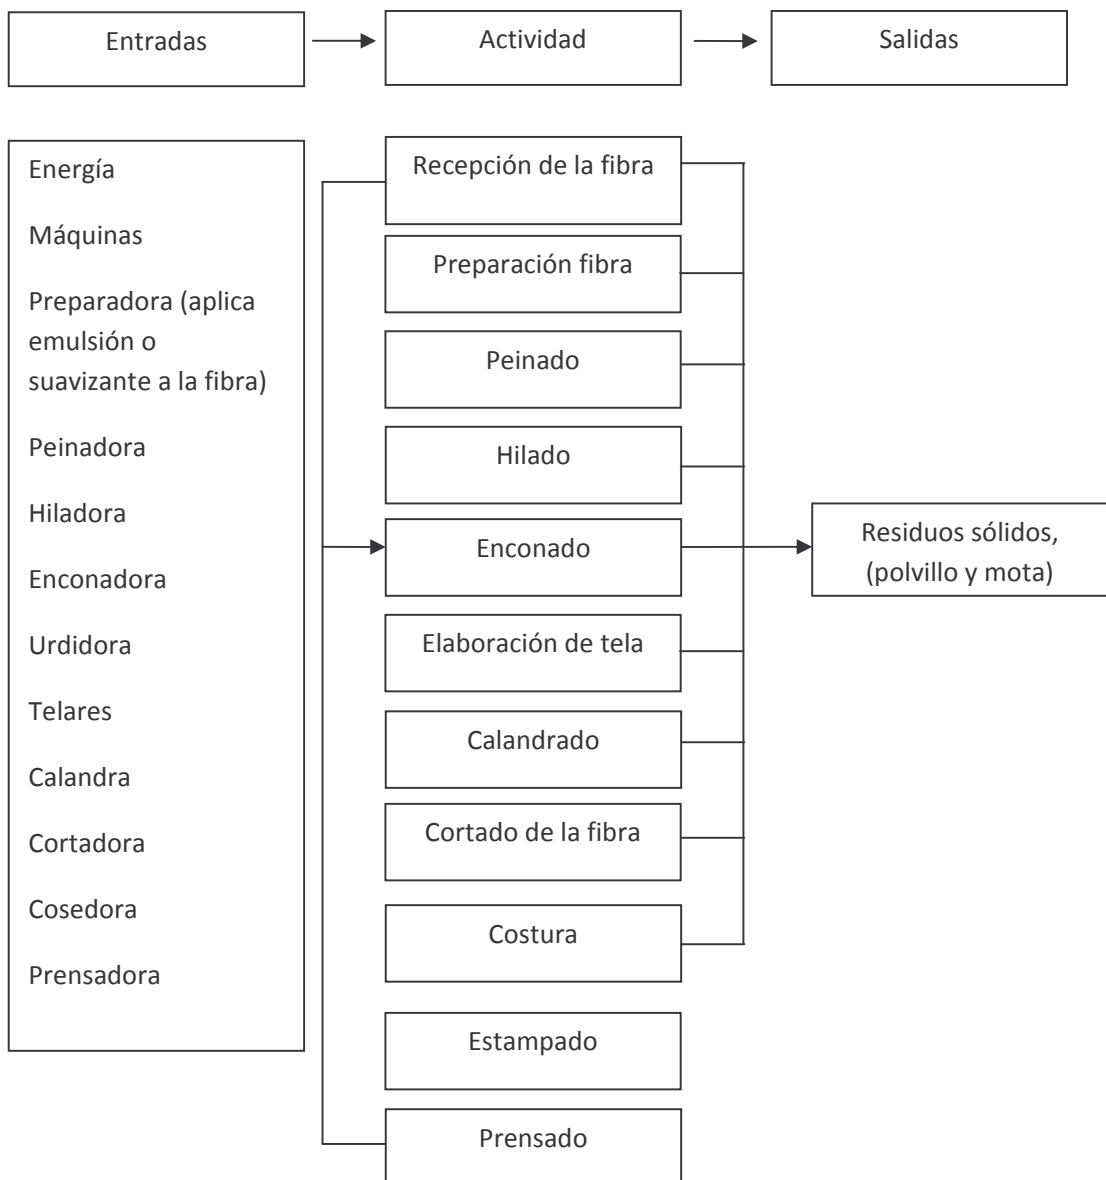 Entradas
Actividad
Salidas
Energía
Máquinas
Preparadora (aplica
emulsión o
suavizante a la fibra)
Peinadora
Hiladora
Enconadora
Urdidora
Telares
Calandra
Cortadora
Cosedora
Prensadora
Recepción de la fibra
Preparación fibra
Peinado
Hilado
Enconado
Elaboración de tela
Calandrado
Cortado de la fibra
Costura
Estampado
Prensado
Residuos sólidos,
(polvillo y mota)